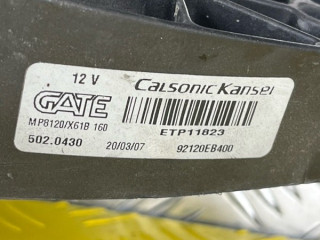 12 V
Calsonic Kansei
GATE
MP8120/X61B 160
ETP11823
502.0430
20/03/07
92120EB400